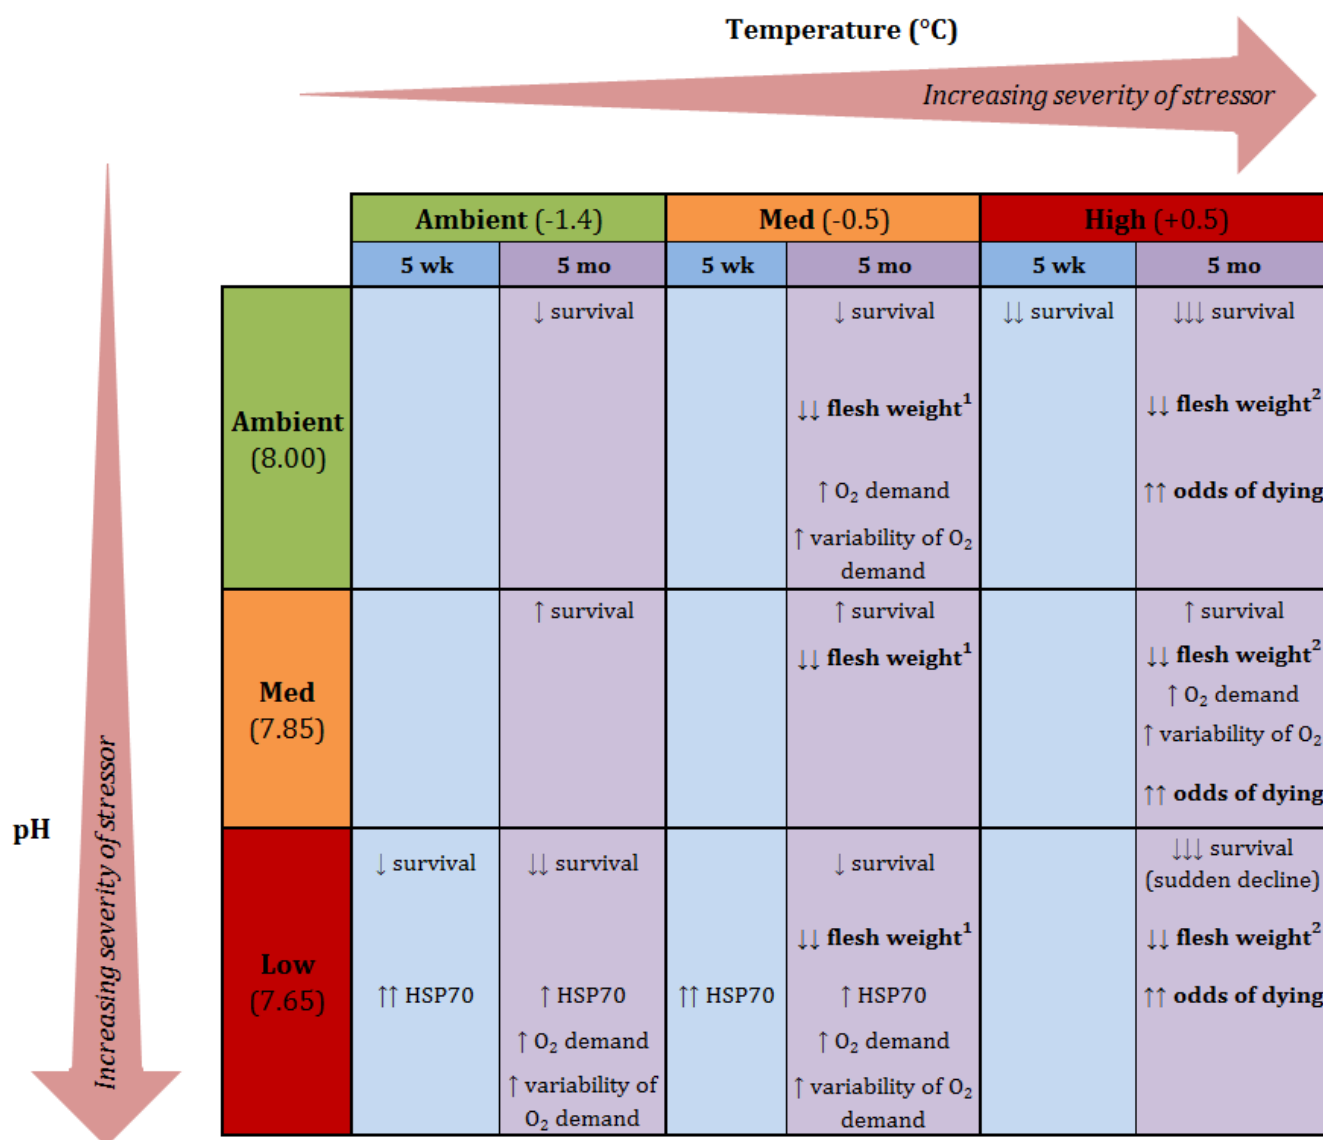 Temperature (°C)
Increasing severity of stressor
Ambient (-1.4)
Med (-0.5)
High (+0.5)
5 wk
5 mo
5 wk
5 mo
5 wk
5 mo
pH
Increasing severity of stressor
Ambient
(8.00)
↓ survival
↓ survival
↓↓ flesh weight¹
↑ O₂ demand
↑ variability of O₂
demand
↓↓ survival
↓↓↓ survival
↓↓ flesh weight²
↑↑ odds of dying
Med
(7.85)
↑ survival
↑ survival
↓↓ flesh weight¹
↑ survival
↓↓ flesh weight²
↑ O₂ demand
↑ variability of O₂
↑↑ odds of dying
Low
(7.65)
↓ survival
↑↑ HSP70
↓↓ survival
↑ HSP70
↑ O₂ demand
↑ variability of
O₂ demand
↑↑ HSP70
↓ survival
↓↓ flesh weight¹
↑ HSP70
↑ O₂ demand
↑ variability of O₂
demand
↓↓↓ survival
(sudden decline)
↓↓ flesh weight²
↑↑ odds of dying